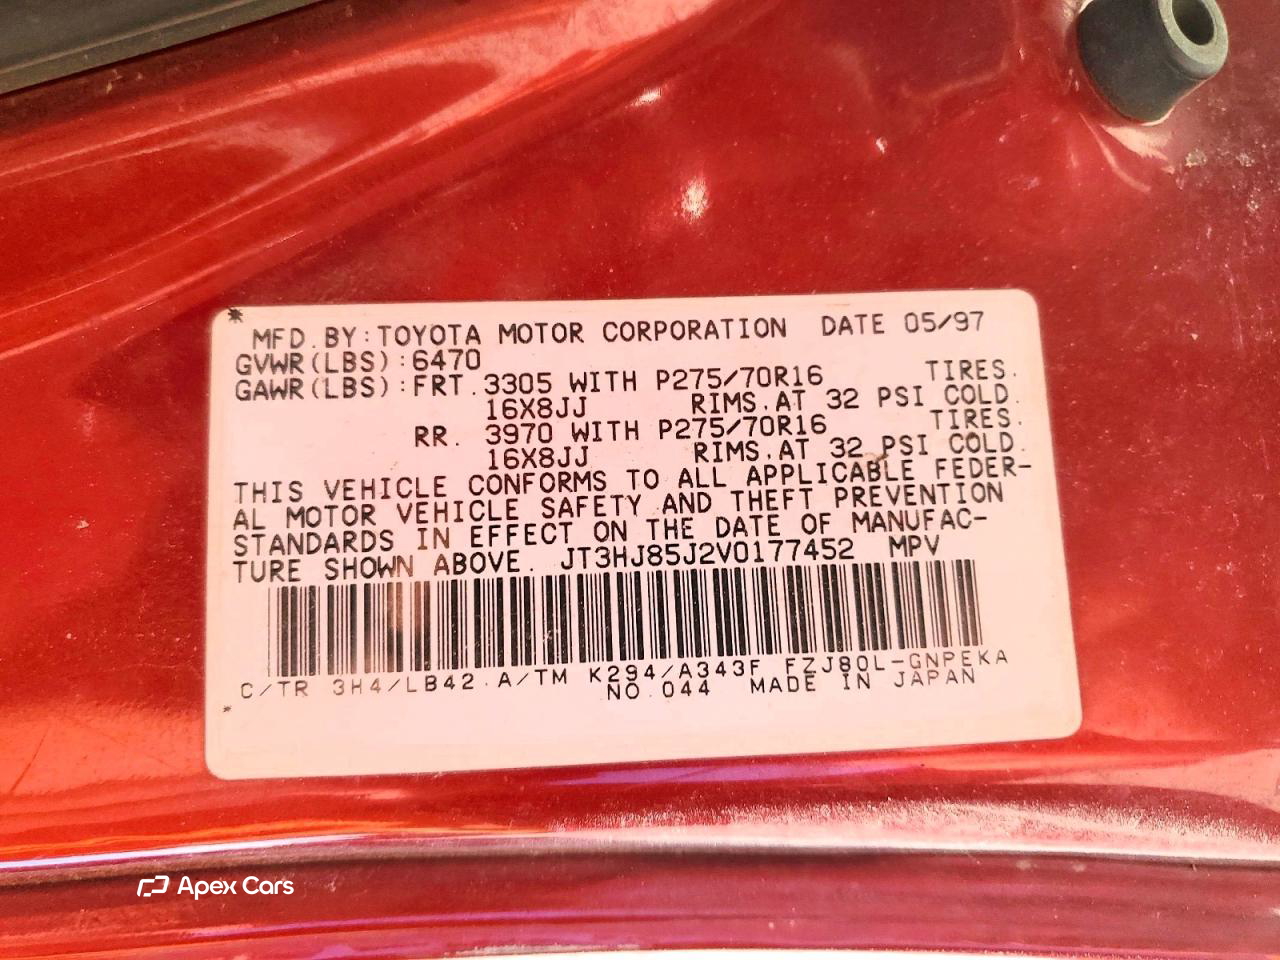 MFD. BY: TOYOTA MOTOR CORPORATION DATE 05/97
GVWR(LBS):6470
GAWR(LBS):FRT. 3305 WITH P275/70R16 TIRES.
16X8JJ RIMS.AT 32 PSI COLD.
RR. 3970 WITH P275/70R16 TIRES.
16X8JJ RIMS.AT 32 PSI COLD.
THIS VEHICLE CONFORMS TO ALL APPLICABLE FEDER-
AL MOTOR VEHICLE SAFETY AND THEFT PREVENTION
STANDARDS IN EFFECT ON THE DATE OF MANUFAC-
TURE SHOWN ABOVE. JT3HJ85J2V0177452 MPV
C/TR 3H4/LB42.A/TM K294/A343F FZJ80L-GNPEKA
NO.044 MADE IN JAPAN
Apex Cars